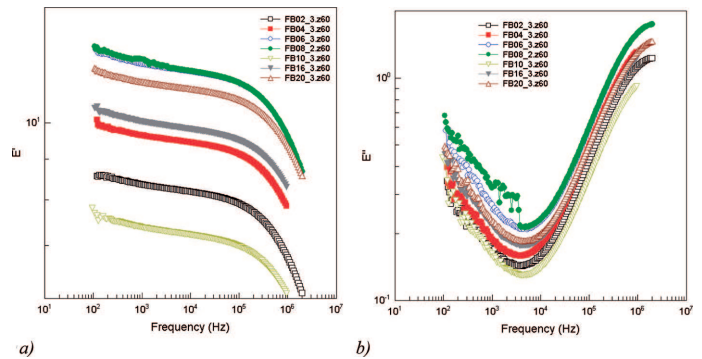 FB02_3.z60
FB04_3.z60
FB06_3.z60
FB08_2.z60
FB10_3.z60
FB16_3.z60
FB20_3.z60
10¹
E'
10¹ 10² 10³ 10⁴ 10⁵ 10⁶ 10⁷
Frequency (Hz)
a)
FB02_3.z60
FB04_3.z60
FB06_3.z60
FB08_2.z60
FB10_3.z60
FB16_3.z60
FB20_3.z60
10⁰
E"
10⁻¹
10¹ 10² 10³ 10⁴ 10⁵ 10⁶ 10⁷
Frequency (Hz)
b)